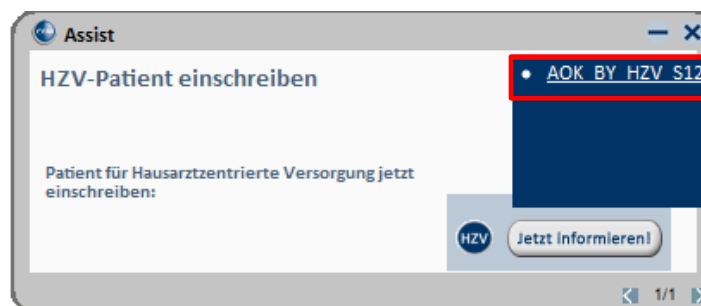 Assist
HZV-Patient einschreiben
AOK_BY_HZV_S12
Patient für Hausarztzentrierte Versorgung jetzt
einschreiben:
HZV
Jetzt informieren!
1/1